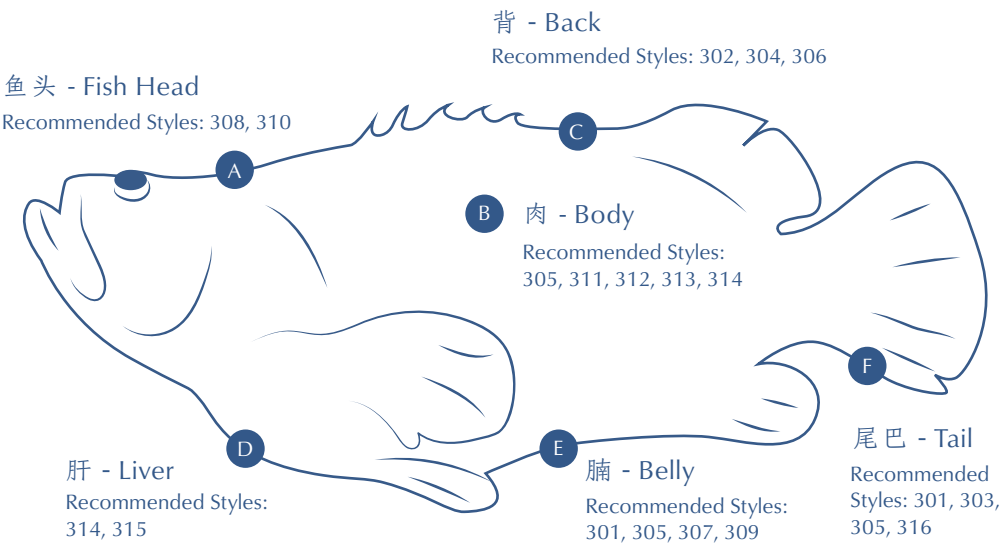 背 - Back
Recommended Styles: 302, 304, 306
鱼头 - Fish Head
Recommended Styles: 308, 310
A
C
B
肉 - Body
Recommended Styles:
305, 311, 312, 313, 314
F
D
肝 - Liver
Recommended Styles:
314, 315
E
腩 - Belly
Recommended Styles:
301, 305, 307, 309
尾巴 - Tail
Recommended
Styles: 301, 303,
305, 316